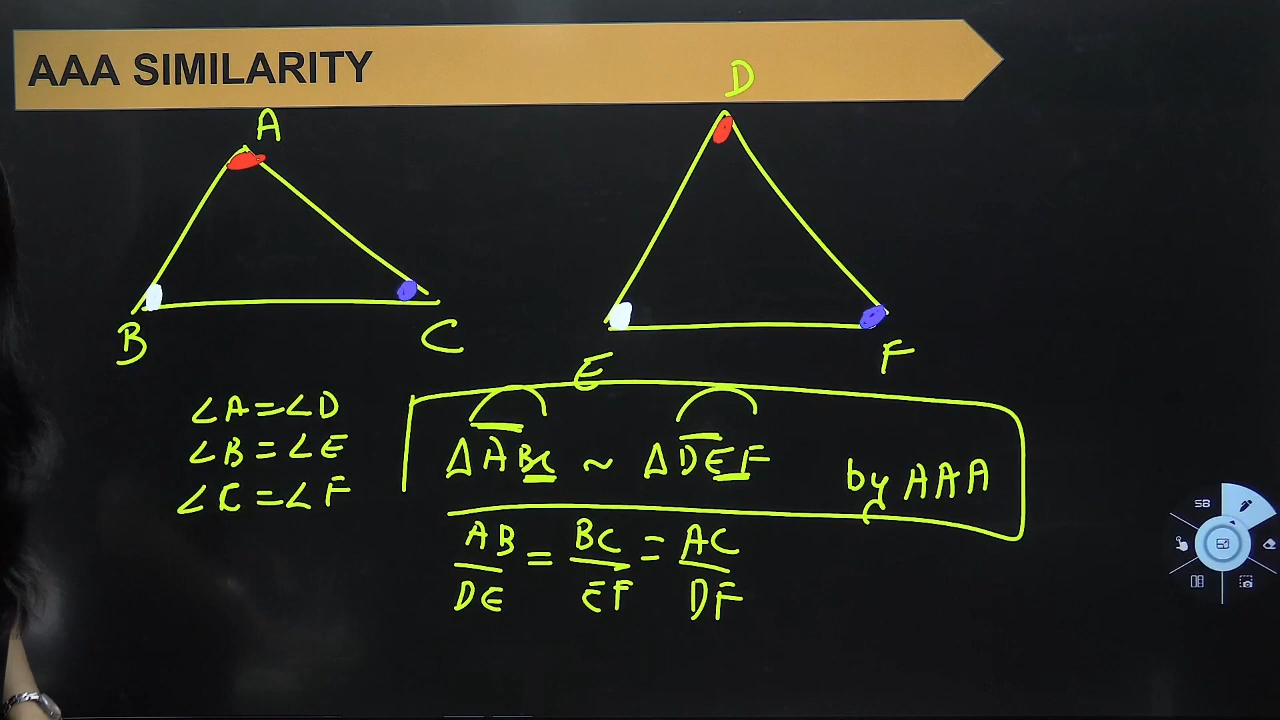 AAA SIMILARITY
A
D
B
C
E
F
∠A=∠D
∠B=∠E
∠C=∠F
ΔABC ~ ΔDEF by AAA
AB/DE = BC/EF = AC/DF
SB